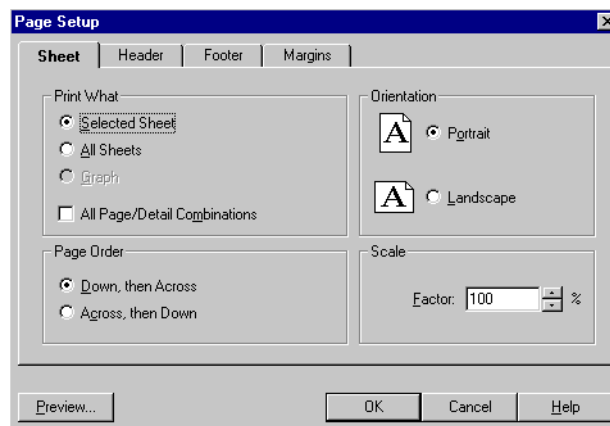 Page Setup
Sheet Header Footer Margins
Print What
Selected Sheet
All Sheets
Graph
All Page/Detail Combinations
Orientation
A Portrait
A Landscape
Page Order
Down, then Across
Across, then Down
Scale
Factor: 100 %
Preview... OK Cancel Help